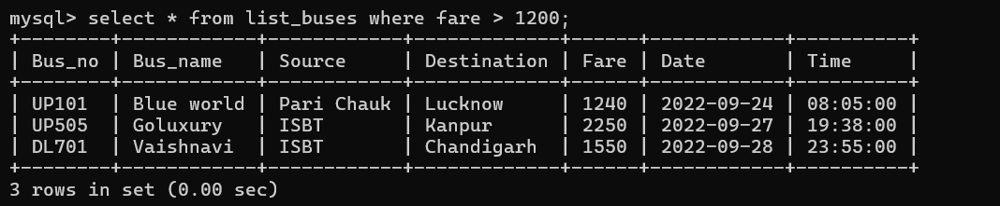 mysql> select * from list_buses where fare > 1200;
+--------+------------+------------+-------------+------+------------+----------+
| Bus_no | Bus_name   | Source     | Destination | Fare | Date       | Time     |
+--------+------------+------------+-------------+------+------------+----------+
| UP101  | Blue world | Pari Chauk | Lucknow     | 1240 | 2022-09-24 | 08:05:00 |
| UP505  | Goluxury   | ISBT       | Kanpur      | 2250 | 2022-09-27 | 19:38:00 |
| DL701  | Vaishnavi  | ISBT       | Chandigarh  | 1550 | 2022-09-28 | 23:55:00 |
+--------+------------+------------+-------------+------+------------+----------+
3 rows in set (0.00 sec)